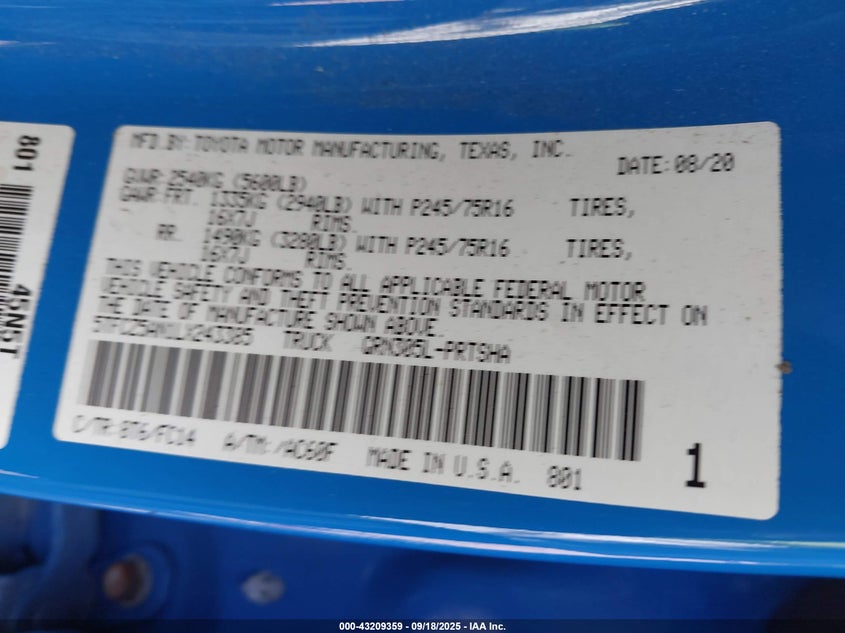 MFD.BY:TOYOTA MOTOR MANUFACTURING, TEXAS, INC. DATE:08/20
GVWR:2540KG (5600LB)
GAWR:FRT. 1335KG (2940LB) WITH P245/75R16 TIRES,
16X7J RIMS.
RR. 1490KG (3280LB) WITH P245/75R16 TIRES,
16X7J RIMS.
THIS VEHICLE CONFORMS TO ALL APPLICABLE FEDERAL MOTOR
VEHICLE SAFETY AND THEFT PREVENTION STANDARDS IN EFFECT ON
THE DATE OF MANUFACTURE SHOWN ABOVE.
TRUCK GRN305L-PRTSHA
C/TR:8T6/FC14 A/TM:/AC60F MADE IN U.S.A. 801 1
801
45N6T
000-43209359 - 09/18/2025 - IAA Inc.